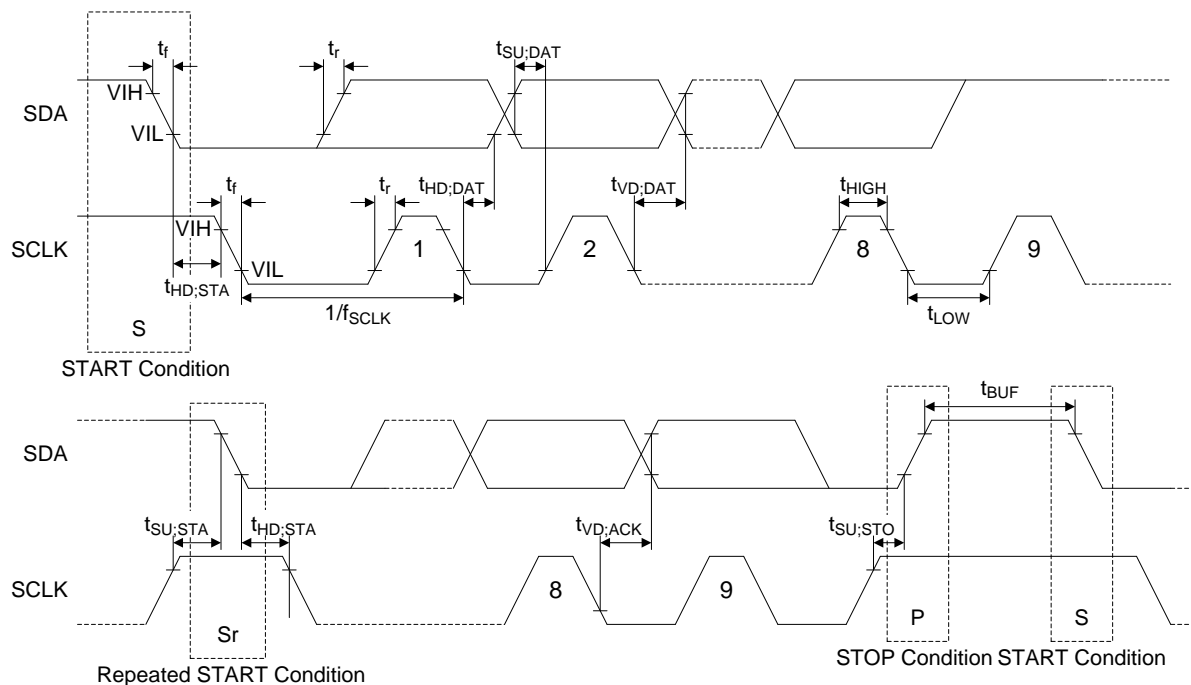 tf
tr
tSU;DAT
VIH
SDA
VIL
tf
tr
tHD;DAT
tVD;DAT
tHIGH
VIH
SCLK
1
2
8
9
VIL
tHD;STA
1/fSCLK
tLOW
S
START Condition
tBUF
SDA
tSU;STA
tHD;STA
tVD;ACK
tSU;STO
SCLK
8
9
Sr
P
S
Repeated START Condition
STOP Condition START Condition